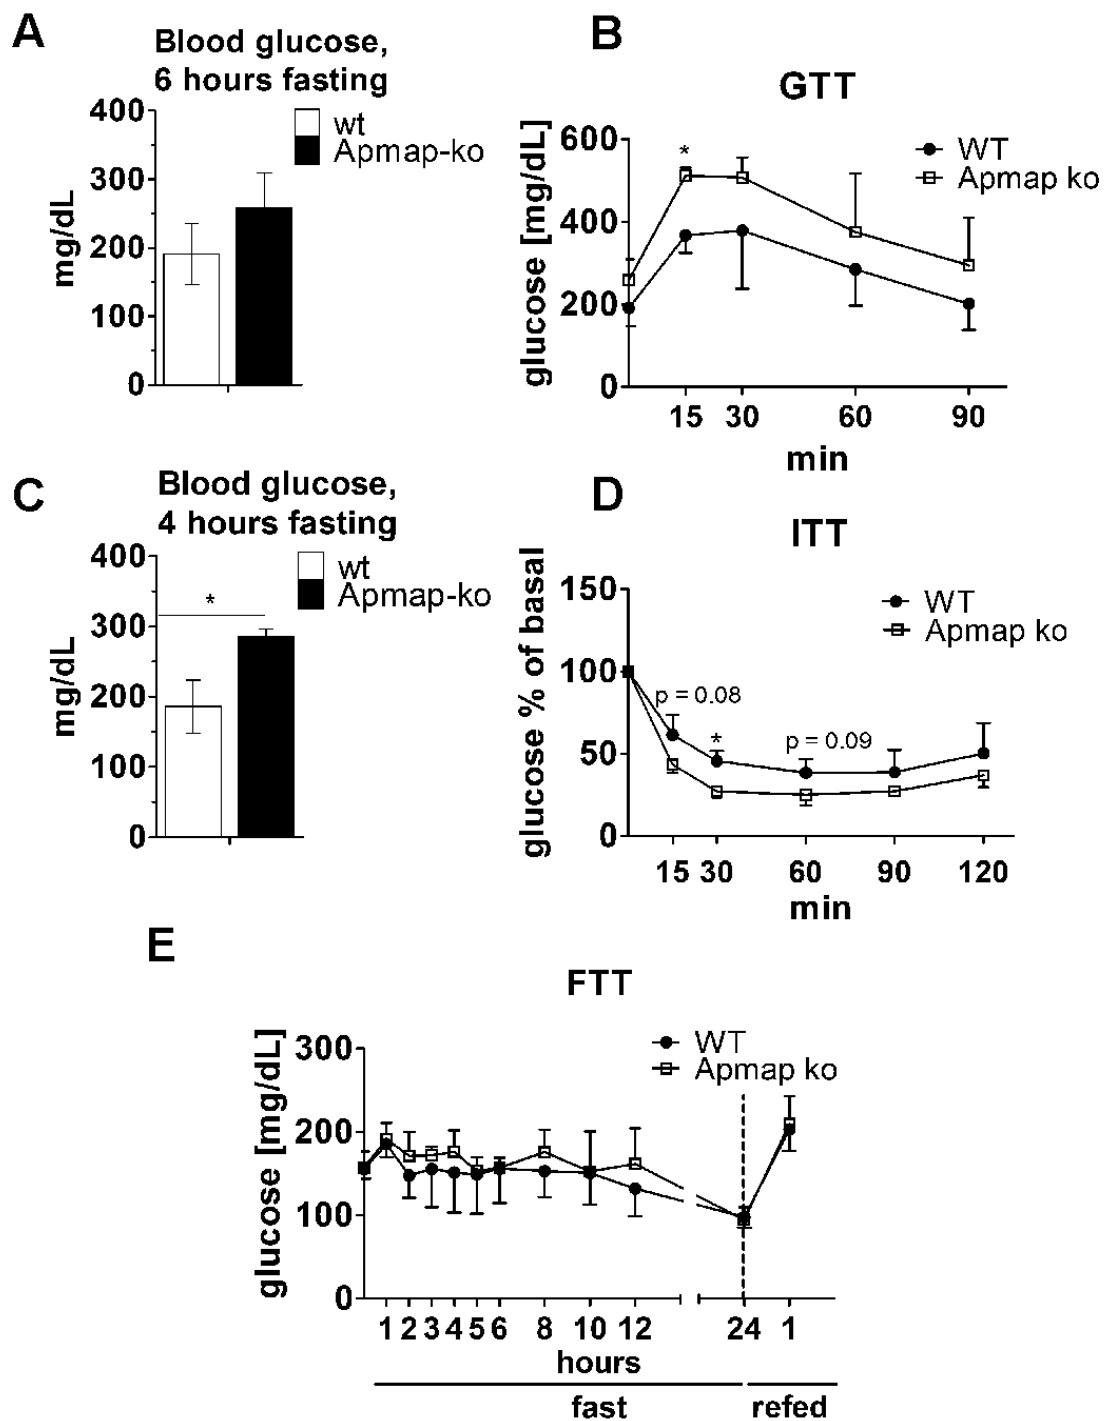 A
Blood glucose,
6 hours fasting
400
300
200
100
0
mg/dL
wt
Apmap-ko
B
GTT
600
400
200
0
glucose [mg/dL]
*
WT
Apmap ko
15 30 60 90
min
C
Blood glucose,
4 hours fasting
400
300
200
100
0
mg/dL
*
wt
Apmap-ko
D
ITT
150
100
50
0
glucose % of basal
WT
Apmap ko
p = 0.08
*
p = 0.09
15 30 60 90 120
min
E
FTT
300
200
100
0
glucose [mg/dL]
WT
Apmap ko
1 2 3 4 5 6 8 10 12 24 1
hours
fast refed